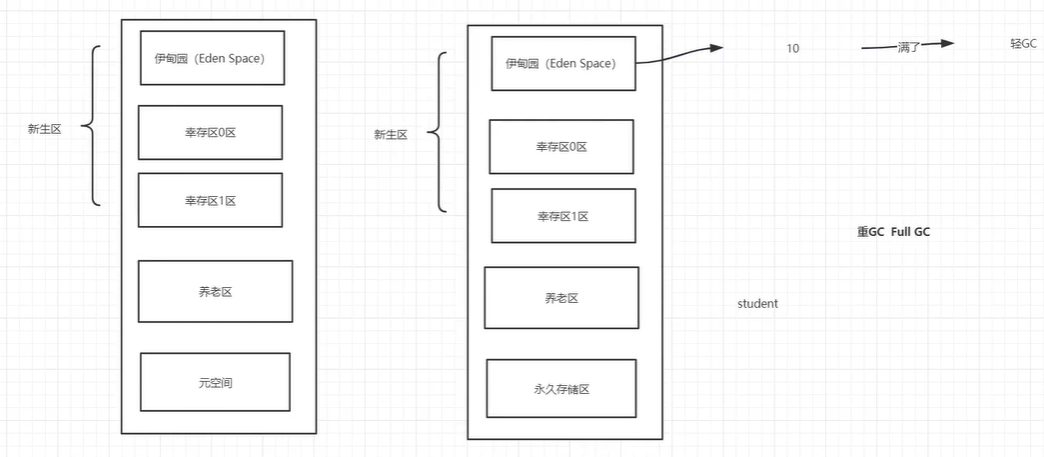 伊甸园（Eden Space）
新生区
幸存区0区
幸存区1区
养老区
元空间
伊甸园（Eden Space）
新生区
幸存区0区
幸存区1区
养老区
永久存储区
10
满了
轻GC
重GC Full GC
student